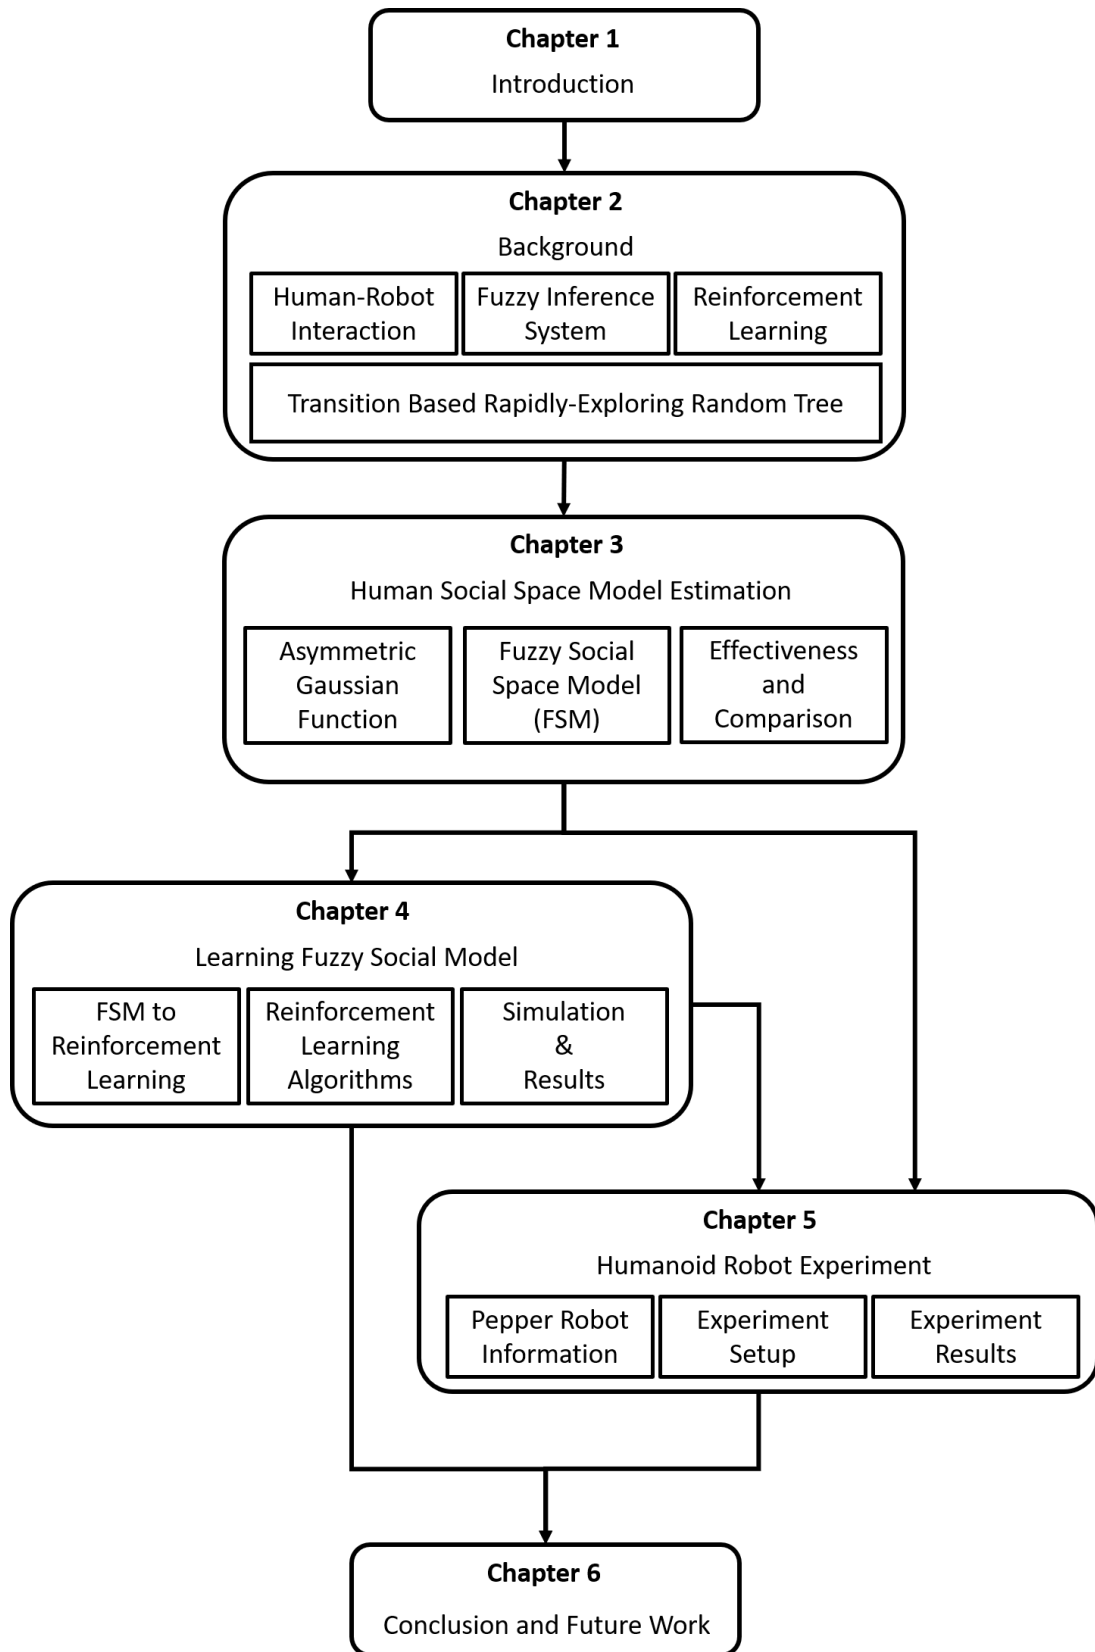 Chapter 1
Introduction
Chapter 2
Background
Human-Robot
Interaction
Fuzzy Inference
System
Reinforcement
Learning
Transition Based Rapidly-Exploring Random Tree
Chapter 3
Human Social Space Model Estimation
Asymmetric
Gaussian
Function
Fuzzy Social
Space Model
(FSM)
Effectiveness
and
Comparison
Chapter 4
Learning Fuzzy Social Model
FSM to
Reinforcement
Learning
Reinforcement
Learning
Algorithms
Simulation
&
Results
Chapter 5
Humanoid Robot Experiment
Pepper Robot
Information
Experiment
Setup
Experiment
Results
Chapter 6
Conclusion and Future Work